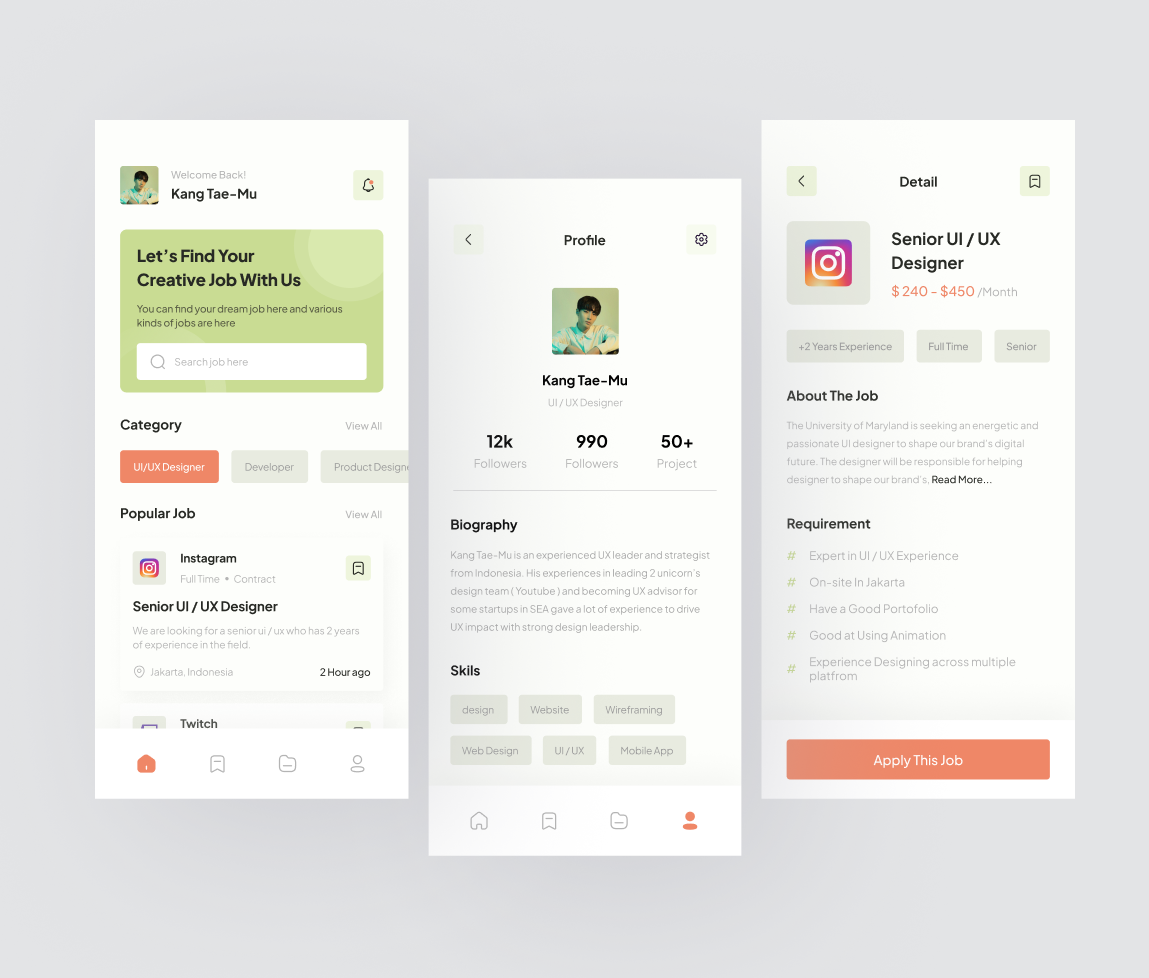 Welcome Back!
Kang Tae-Mu
Let's Find Your
Creative Job With Us
You can find your dream job here and various
kinds of jobs are here
Search job here
Category
View All
UI/UX Designer
Developer
Product Designe
Popular Job
View All
Instagram
Full Time • Contract
Senior UI / UX Designer
We are looking for a senior ui / ux who has 2 years
of experience in the field.
Jakarta, Indonesia
2 Hour ago
Twitch
Profile
Kang Tae-Mu
UI / UX Designer
12k
990
50+
Followers
Followers
Project
Biography
Kang Tae-Mu is an experienced UX leader and strategist
from Indonesia. His experiences in leading 2 unicorn's
design team ( Youtube ) and becoming UX advisor for
some startups in SEA gave a lot of experience to drive
UX impact with strong design leadership.
Skils
design
Website
Wireframing
Web Design
UI / UX
Mobile App
Detail
Senior UI / UX
Designer
$ 240 - $450 /Month
+2 Years Experience
Full Time
Senior
About The Job
The University of Maryland is seeking an energetic and
passionate UI designer to shape our brand's digital
future. The designer will be responsible for helping
designer to shape our brand's, Read More...
Requirement
# Expert in UI / UX Experience
# On-site In Jakarta
# Have a Good Portofolio
# Good at Using Animation
# Experience Designing across multiple
platfrom
Apply This Job